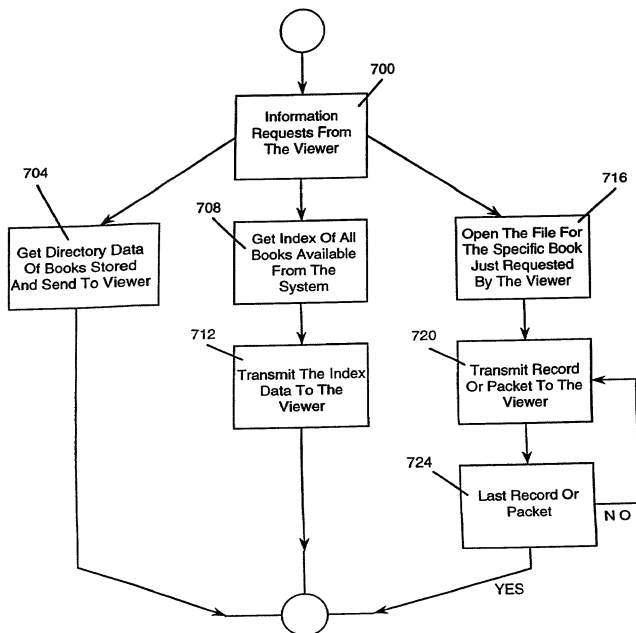 700
Information
Requests From
The Viewer
704
Get Directory Data
Of Books Stored
And Send To Viewer
708
Get Index Of All
Books Available
From The
System
716
Open The File For
The Specific Book
Just Requested
By The Viewer
712
Transmit The Index
Data To The
Viewer
720
Transmit Record
Or Packet To The
Viewer
724
Last Record Or
Packet
NO
YES